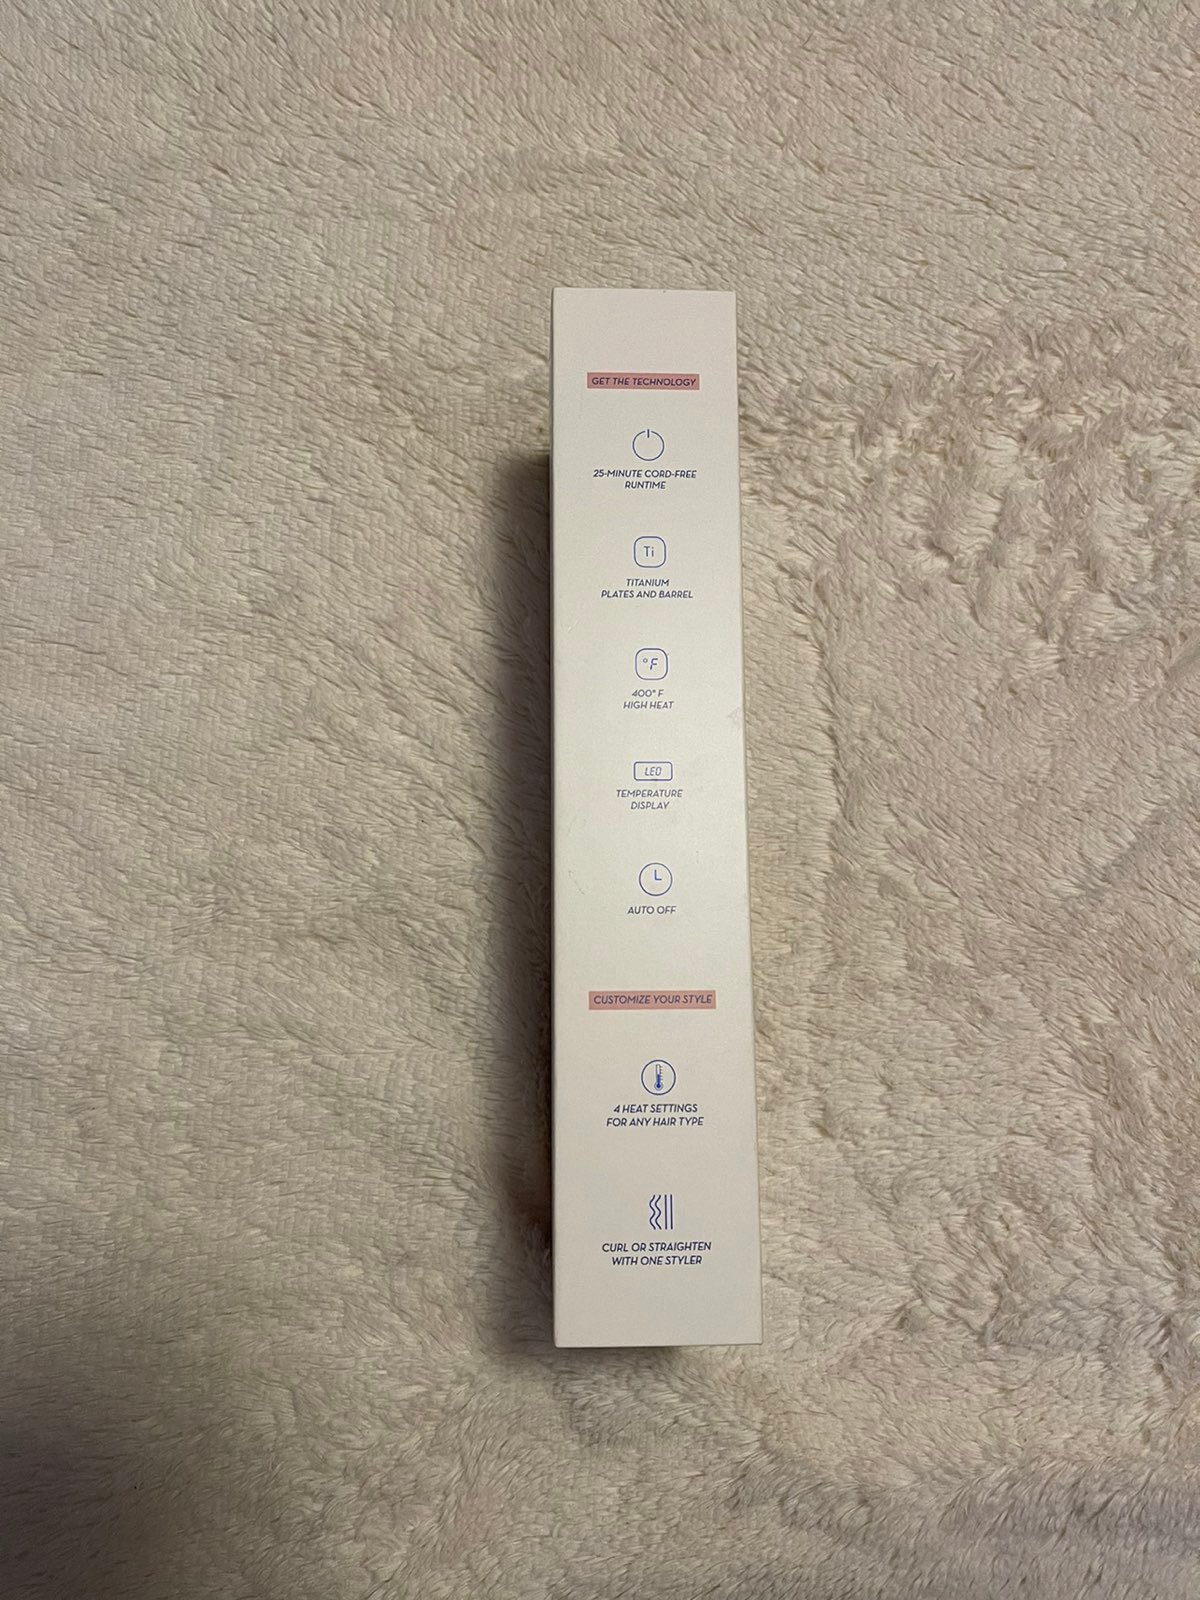 GET THE TECHNOLOGY
25-MINUTE CORD-FREE
RUNTIME
Ti
TITANIUM
PLATES AND BARREL
°F
400° F
HIGH HEAT
LED
TEMPERATURE
DISPLAY
AUTO OFF
CUSTOMIZE YOUR STYLE
4 HEAT SETTINGS
FOR ANY HAIR TYPE
CURL OR STRAIGHTEN
WITH ONE STYLER